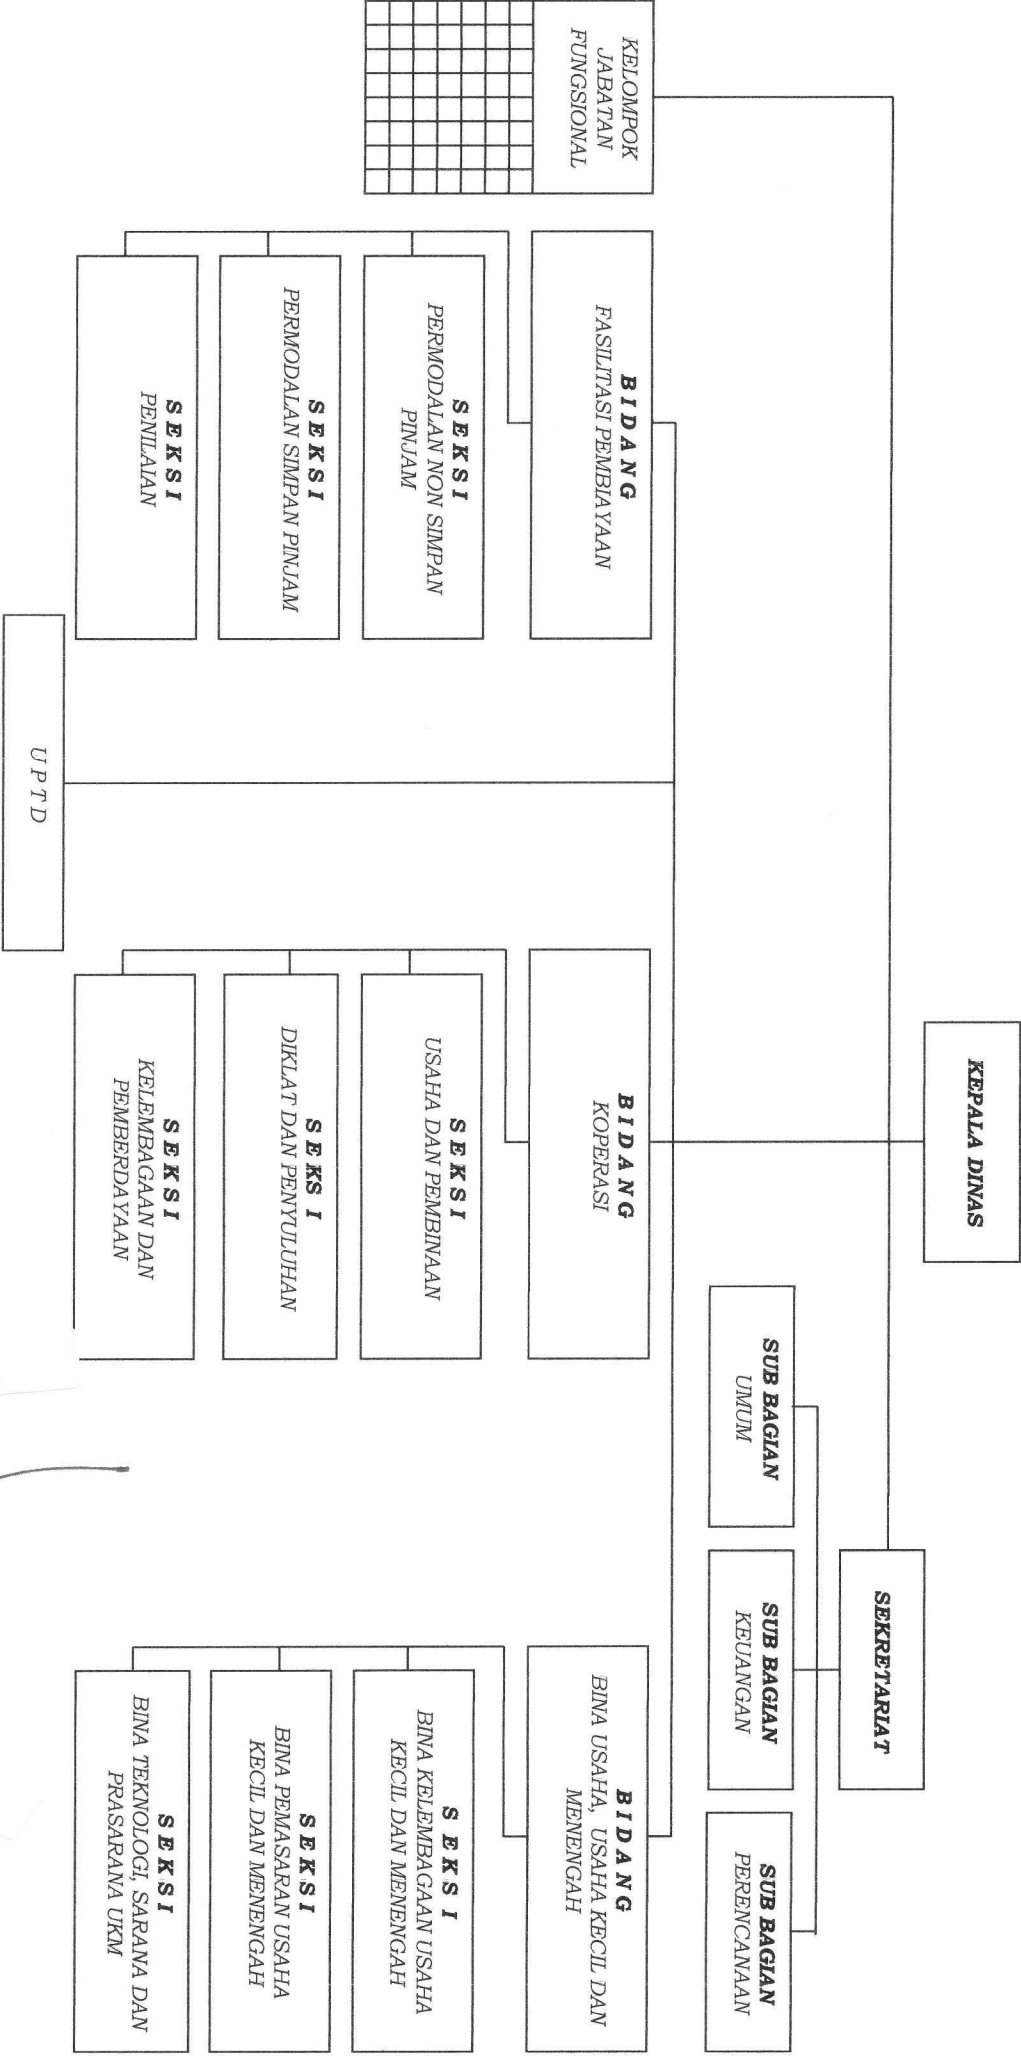 KEPALA DINAS
KELOMPOK
JABATAN
FUNGSIONAL
SEKRETARIAT
SUB BAGIAN
UMUM
SUB BAGIAN
KEUANGAN
SUB BAGIAN
PERENCANAAN
B I D A N G
FASILITASI PEMBIAYAAN
S E K S I
PERMODALAN NON SIMPAN
PINJAM
S E K S I
PERMODALAN SIMPAN PINJAM
S E K S I
PENILAIAN
B I D A N G
KOPERASI
S E K S I
USAHA DAN PEMBINAAN
S E K S I
DIKLAT DAN PENYULUHAN
S E K S I
KELEMBAGAAN DAN
PEMBERDAYAAN
B I D A N G
BINA USAHA, USAHA KECIL DAN
MENENGAH
S E K S I
BINA KELEMBAGAAN USAHA
KECIL DAN MENENGAH
S E K S I
BINA PEMASARAN USAHA
KECIL DAN MENENGAH
S E K S I
BINA TEKNOLOGI, SARANA DAN
PRASARANA UKM
U P T D